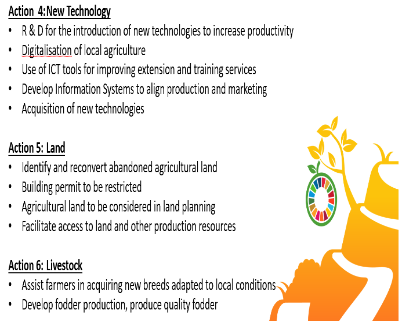 Action 4:New Technology
• R & D for the introduction of new technologies to increase productivity
• Digitalisation of local agriculture
• Use of ICT tools for improving extension and training services
• Develop Information Systems to align production and marketing
• Acquisition of new technologies
Action 5: Land
• Identify and reconvert abandoned agricultural land
• Building permit to be restricted
• Agricultural land to be considered in land planning
• Facilitate access to land and other production resources
Action 6: Livestock
• Assist farmers in acquiring new breeds adapted to local conditions
• Develop fodder production, produce quality fodder